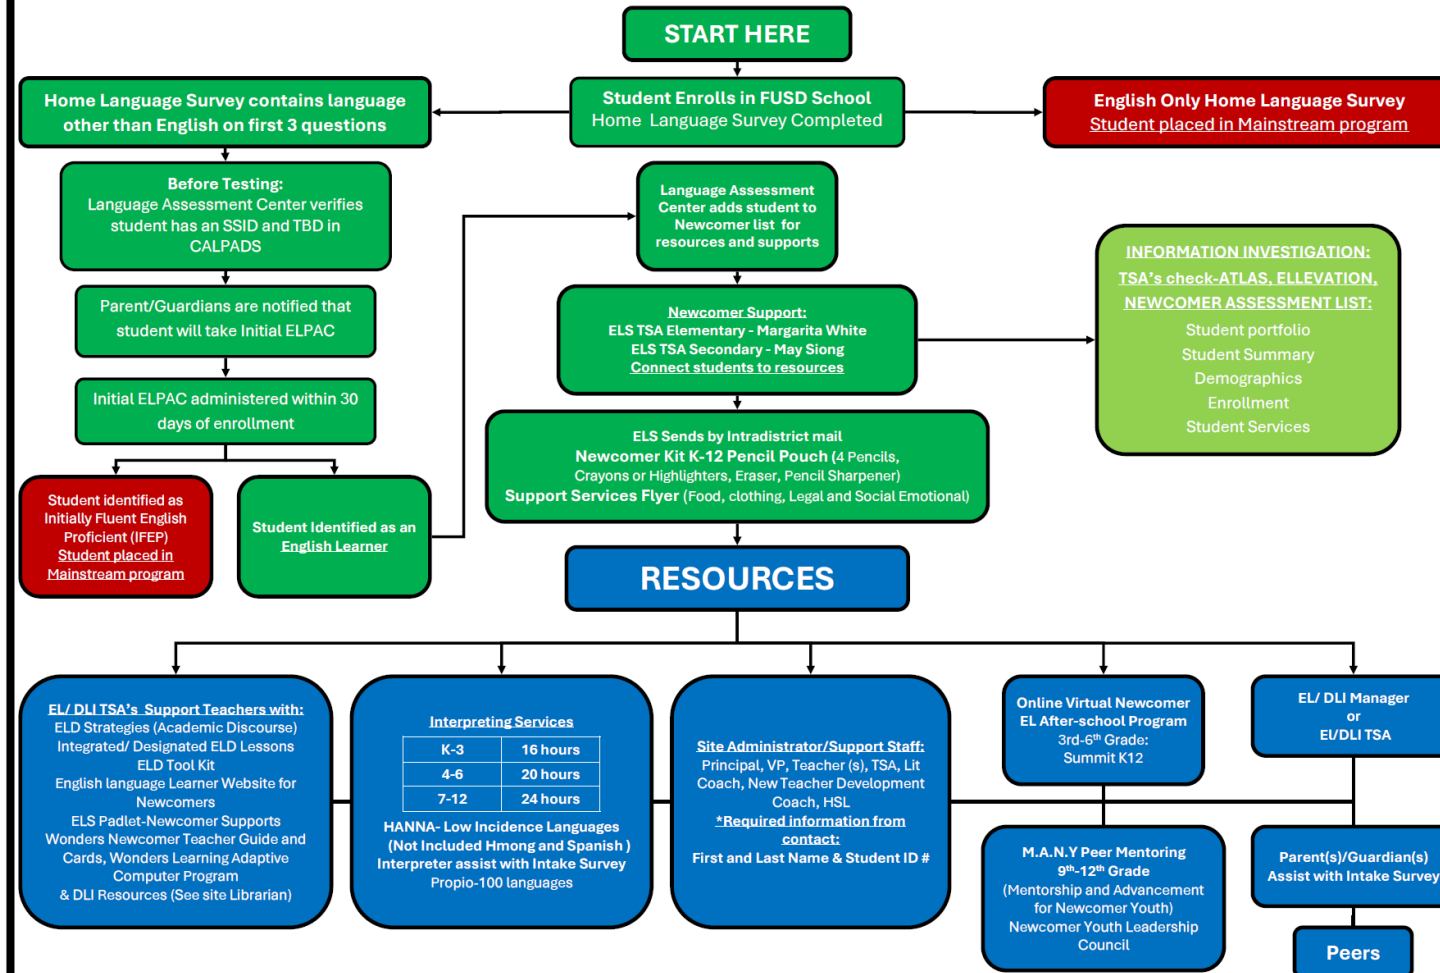 START HERE
Student Enrolls in FUSD School
Home Language Survey Completed
Home Language Survey contains language
other than English on first 3 questions
English Only Home Language Survey
Student placed in Mainstream program
Before Testing:
Language Assessment Center verifies
student has an SSID and TBD in
CALPADS
Parent/Guardians are notified that
student will take Initial ELPAC
Initial ELPAC administered within 30
days of enrollment
Student identified as
Initially Fluent English
Proficient (IFEP)
Student placed in
Mainstream program
Student Identified as an
English Learner
Language Assessment
Center adds student to
Newcomer list for
resources and supports
Newcomer Support:
ELS TSA Elementary - Margarita White
ELS TSA Secondary - May Siong
Connect students to resources
INFORMATION INVESTIGATION:
TSA's check-ATLAS, ELLEVATION,
NEWCOMER ASSESSMENT LIST:
Student portfolio
Student Summary
Demographics
Enrollment
Student Services
ELS Sends by Intradistrict mail
Newcomer Kit K-12 Pencil Pouch (4 Pencils,
Crayons or Highlighters, Eraser, Pencil Sharpener)
Support Services Flyer (Food, clothing, Legal and Social Emotional)
RESOURCES
EL/ DLI TSA's Support Teachers with:
ELD Strategies (Academic Discourse)
Integrated/ Designated ELD Lessons
ELD Tool Kit
English language Learner Website for
Newcomers
ELS Padlet-Newcomer Supports
Wonders Newcomer Teacher Guide and
Cards, Wonders Learning Adaptive
Computer Program
& DLI Resources (See site Librarian)
Interpreting Services
K-3 16 hours
4-6 20 hours
7-12 24 hours
HANNA- Low Incidence Languages
(Not Included Hmong and Spanish )
Interpreter assist with Intake Survey
Propio-100 languages
Site Administrator/Support Staff:
Principal, VP, Teacher (s), TSA, Lit
Coach, New Teacher Development
Coach, HSL
*Required information from
contact:
First and Last Name & Student ID #
Online Virtual Newcomer
EL After-school Program
3rd-6th Grade:
Summit K12
M.A.N.Y Peer Mentoring
9th-12th Grade
(Mentorship and Advancement
for Newcomer Youth)
Newcomer Youth Leadership
Council
EL/ DLI Manager
or
El/DLI TSA
Parent(s)/Guardian(s)
Assist with Intake Survey
Peers